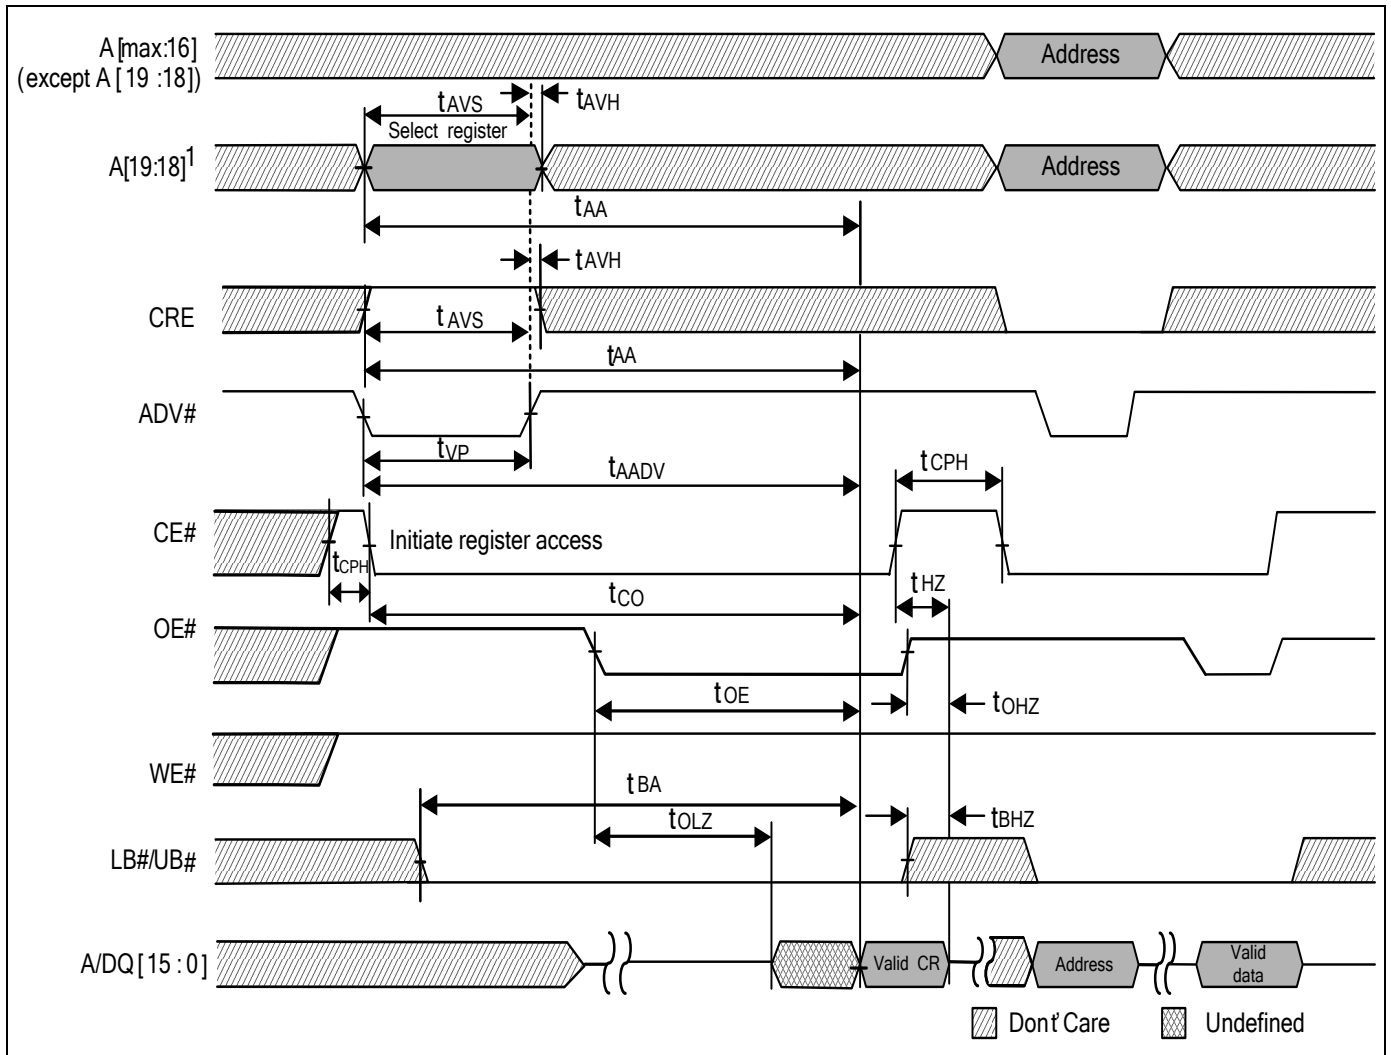 A[max:16]
(except A[19:18])
Address
tAVS
tAVH
Select register
A[19:18]1
Address
tAA
tAVH
CRE
tAVS
tAA
ADV#
tVP
tAADV
tCPH
CE#
Initiate register access
tCPH
tHZ
tCO
OE#
tOE
tOHZ
WE#
tBA
tOLZ
tBHZ
LB#/UB#
A/DQ[15:0]
Valid CR
Address
Valid
data
Don't Care
Undefined